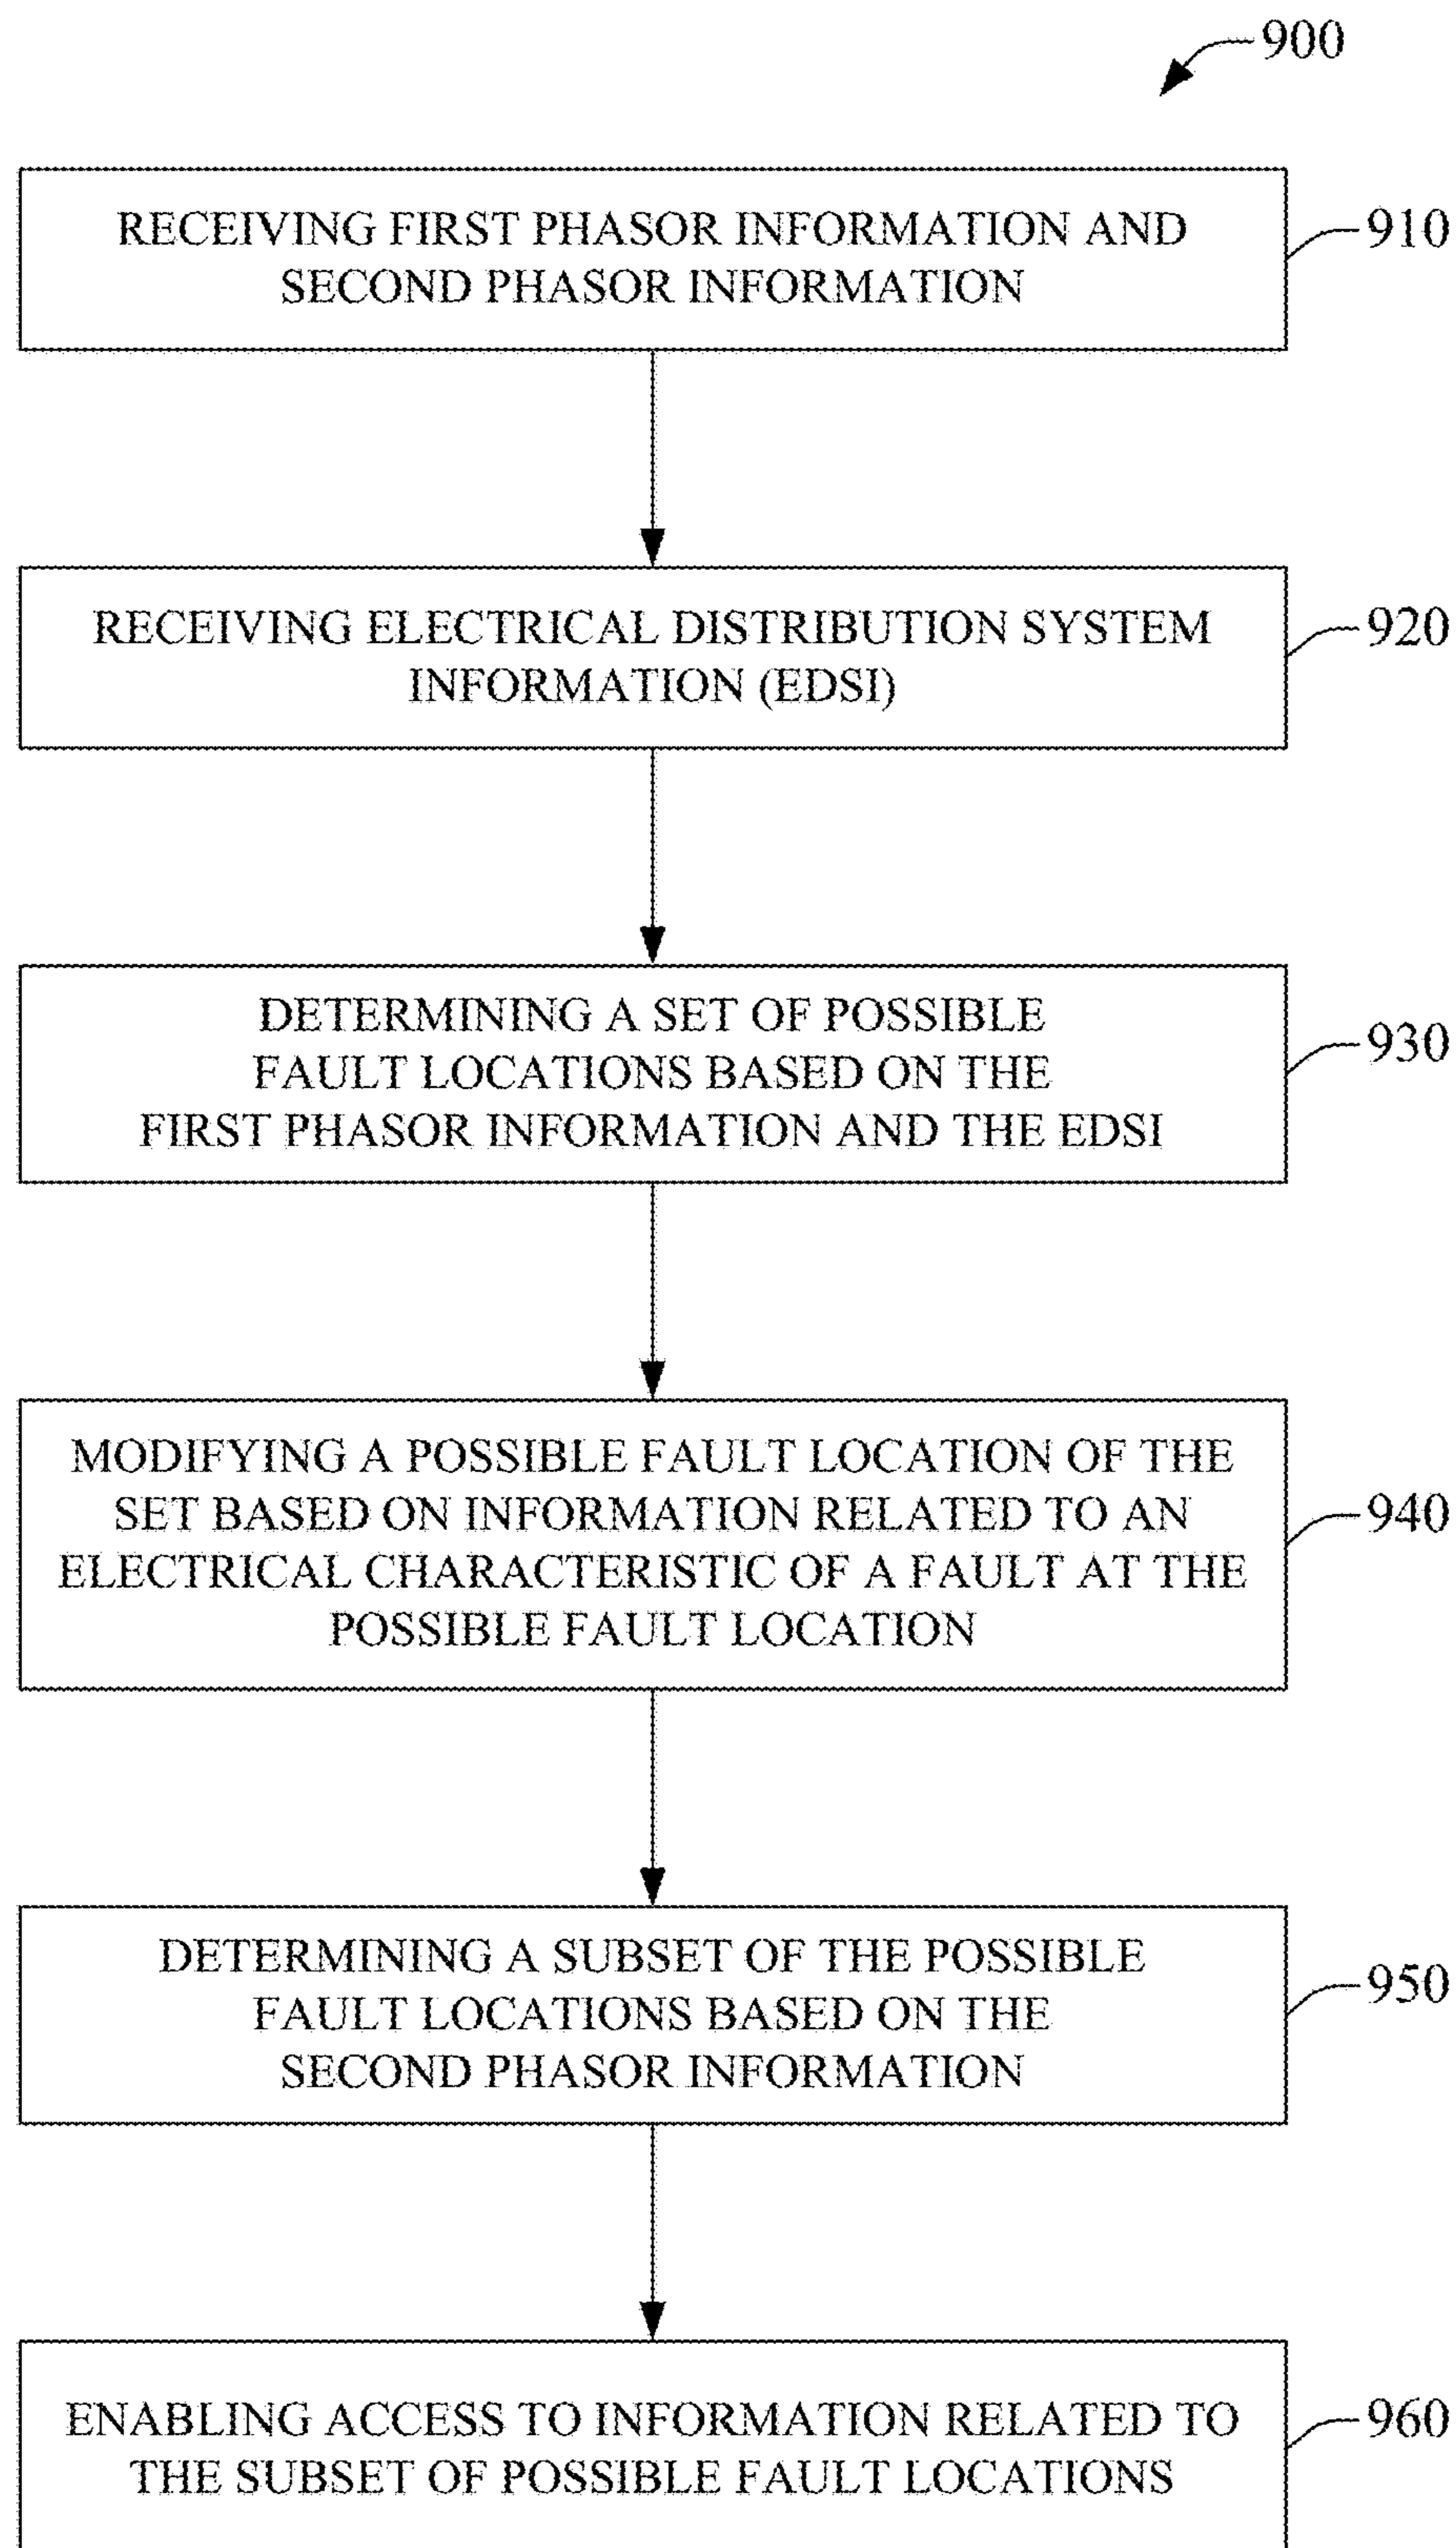 900
RECEIVING FIRST PHASOR INFORMATION AND
SECOND PHASOR INFORMATION
910
RECEIVING ELECTRICAL DISTRIBUTION SYSTEM
INFORMATION (EDSI)
920
DETERMINING A SET OF POSSIBLE
FAULT LOCATIONS BASED ON THE
FIRST PHASOR INFORMATION AND THE EDSI
930
MODIFYING A POSSIBLE FAULT LOCATION OF THE
SET BASED ON INFORMATION RELATED TO AN
ELECTRICAL CHARACTERISTIC OF A FAULT AT THE
POSSIBLE FAULT LOCATION
940
DETERMINING A SUBSET OF THE POSSIBLE
FAULT LOCATIONS BASED ON THE
SECOND PHASOR INFORMATION
950
ENABLING ACCESS TO INFORMATION RELATED TO
THE SUBSET OF POSSIBLE FAULT LOCATIONS
960